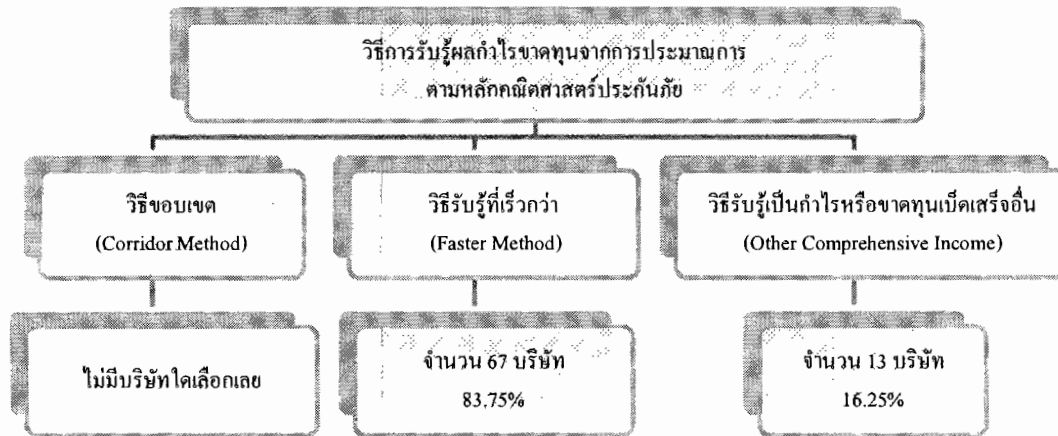 วิธีการรับรู้ผลกำไรขาดทุนจากการประมาณการ
ตามหลักคณิตศาสตร์ประกันภัย
วิธีขอบเขต
(Corridor Method)
วิธีรับรู้ที่เร็วกว่า
(Faster Method)
วิธีรับรู้เป็นกำไรหรือขาดทุนเบ็ดเสร็จอื่น
(Other Comprehensive Income)
ไม่มีบริษัทใดเลือกเลย
จำนวน 67 บริษัท
83.75%
จำนวน 13 บริษัท
16.25%